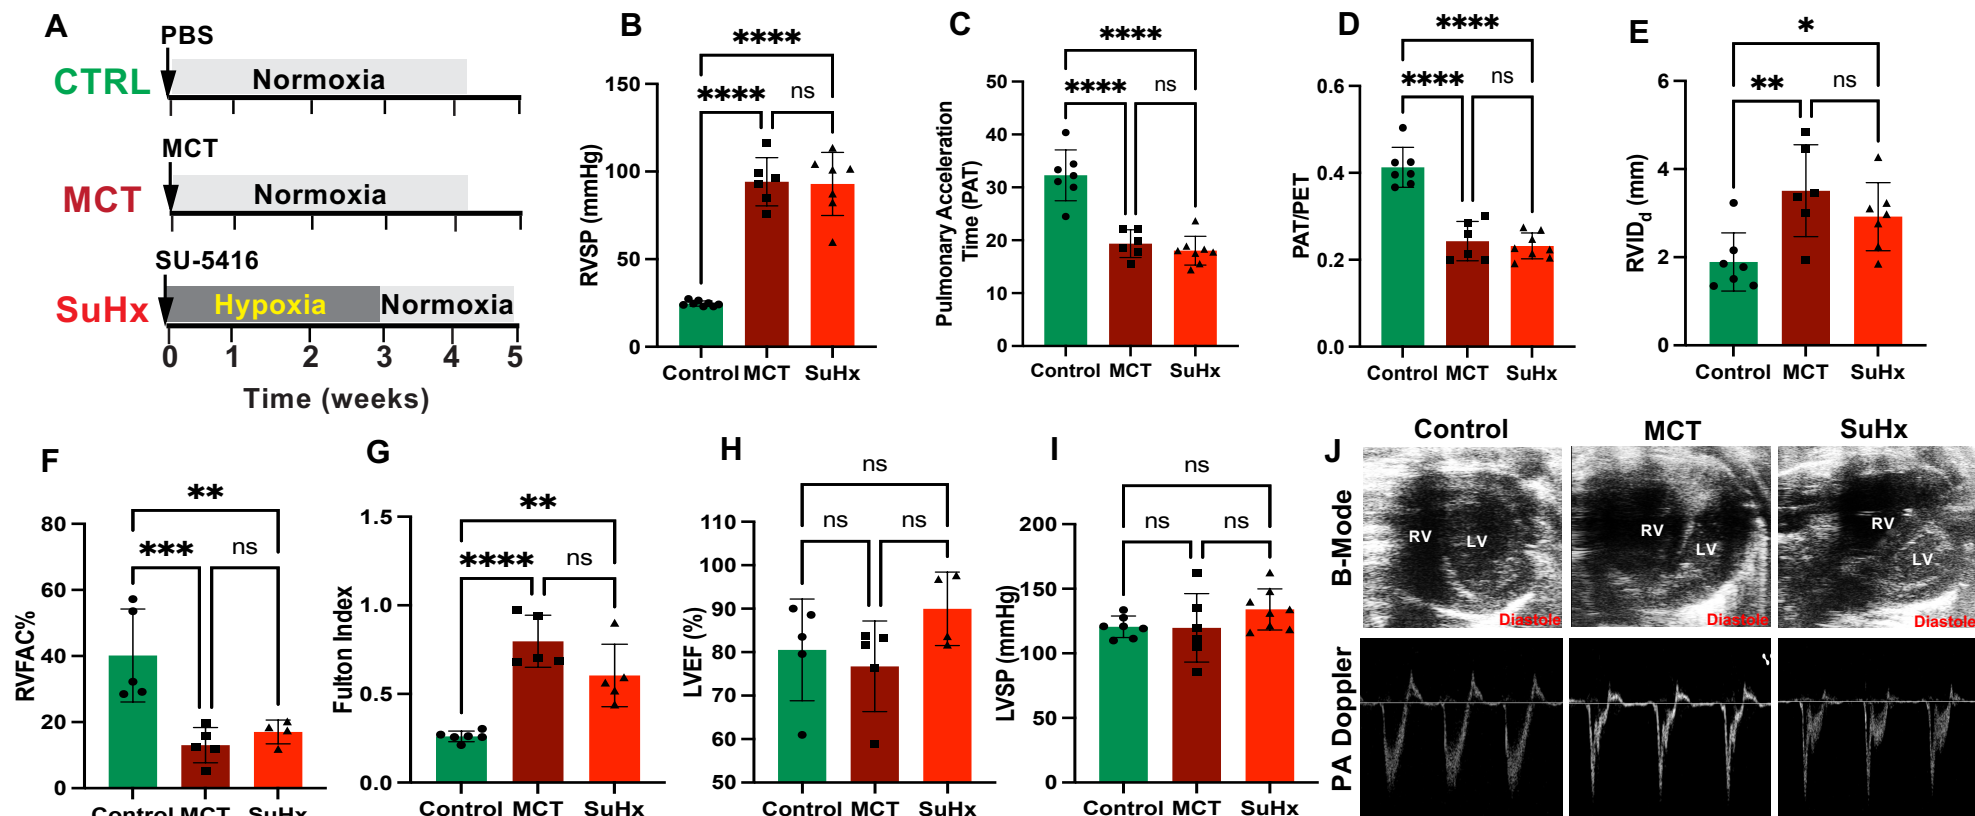 A
PBS
CTRL
Normoxia
MCT
MCT
Normoxia
SU-5416
SuHx
Hypoxia
Normoxia
0 1 2 3 4 5
Time (weeks)
B
****
****
ns
RVSP (mmHg)
150
100
50
0
Control MCT SuHx
C
****
****
ns
Pulmonary Acceleration
Time (PAT)
50
40
30
20
10
0
Control MCT SuHx
D
****
****
ns
PAT/PET
0.6
0.4
0.2
0.0
Control MCT SuHx
E
*
**
ns
RVIDd (mm)
6
4
2
0
Control MCT SuHx
F
**
***
ns
RVFAC%
80
60
40
20
0
Control MCT SuHx
G
**
****
ns
Fulton Index
1.5
1.0
0.5
0.0
Control MCT SuHx
H
ns
ns
ns
LVEF (%)
110
100
90
80
70
60
50
Control MCT SuHx
I
ns
ns
ns
LVSP (mmHg)
200
150
100
50
0
Control MCT SuHx
J
Control MCT SuHx
B-Mode
RV LV
Diastole
RV LV
Diastole
RV LV
Diastole
PA Doppler